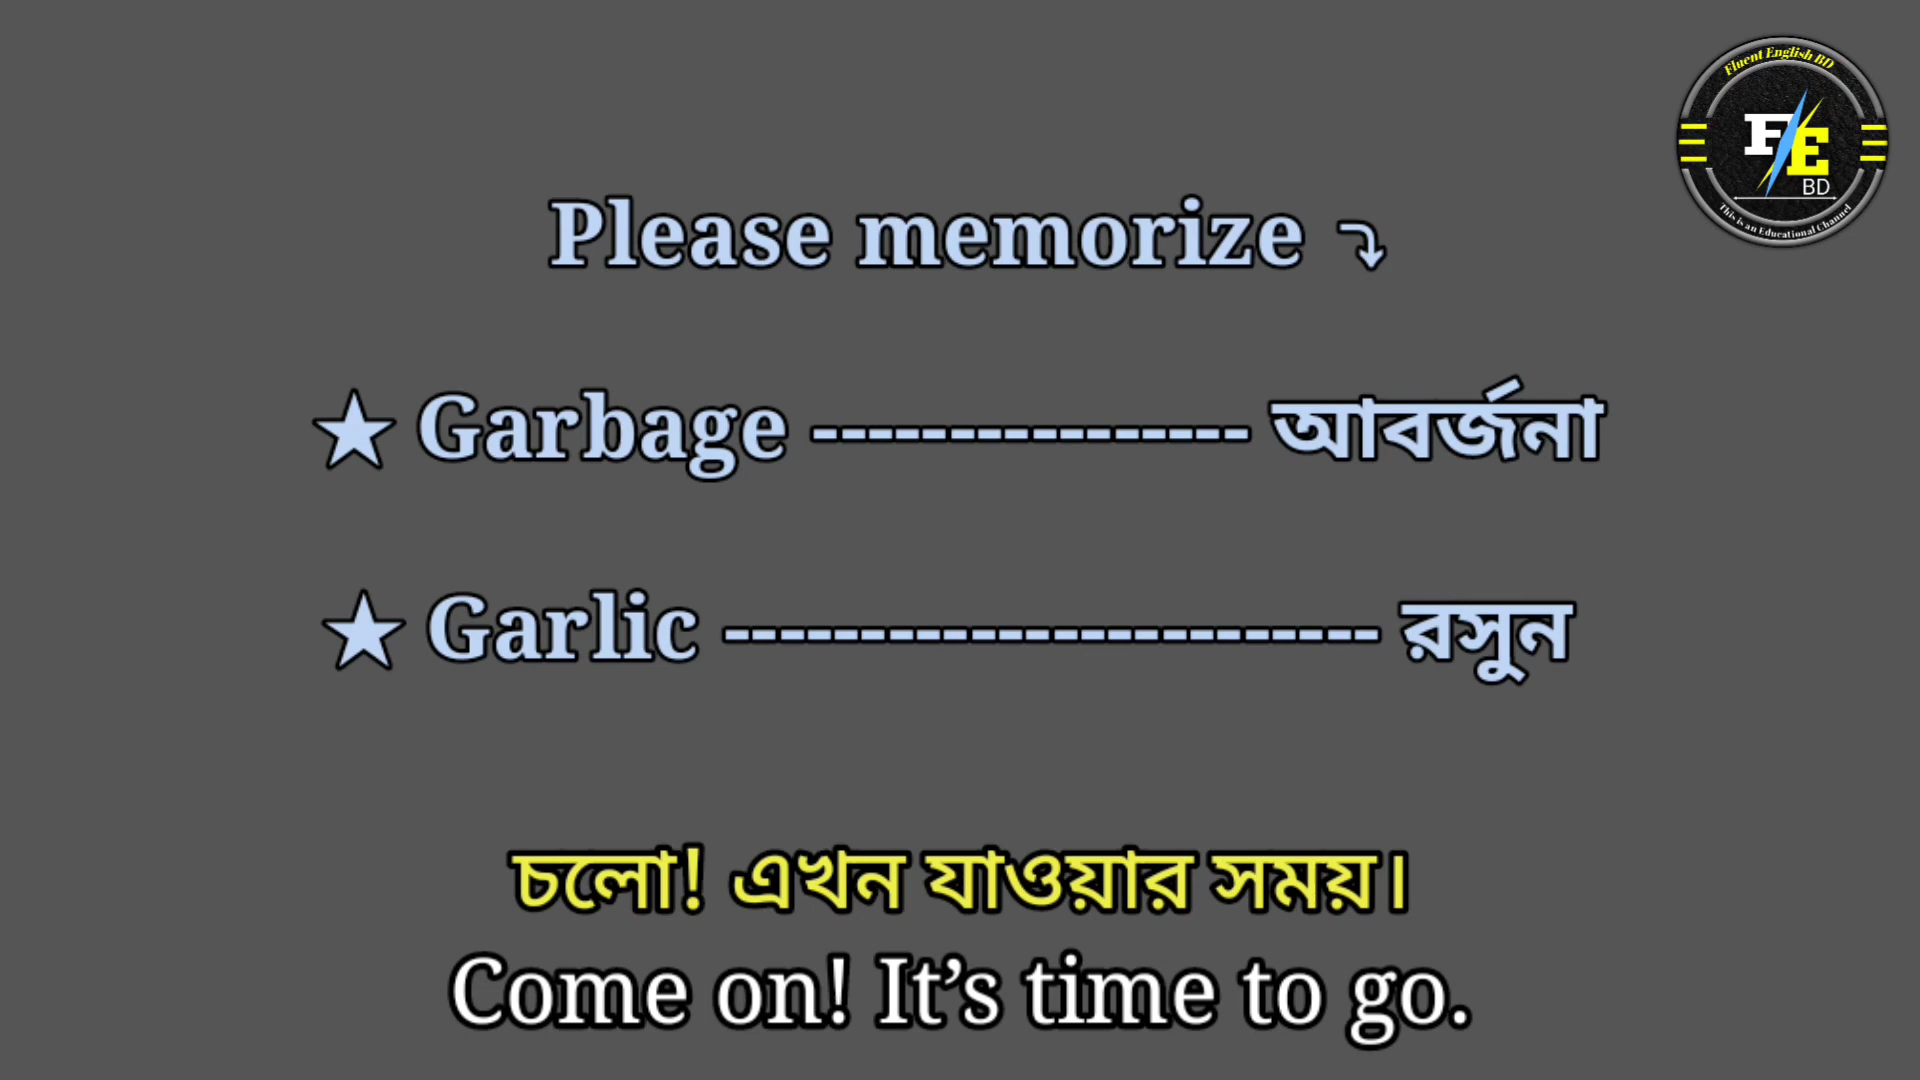 Fluent English BD
FE
BD
This is an Educational Channel
Please memorize ⤵
★ Garbage ---------------- আবর্জনা
★ Garlic ------------------------ রসুন
চলো! এখন যাওয়ার সময়।
Come on! It’s time to go.